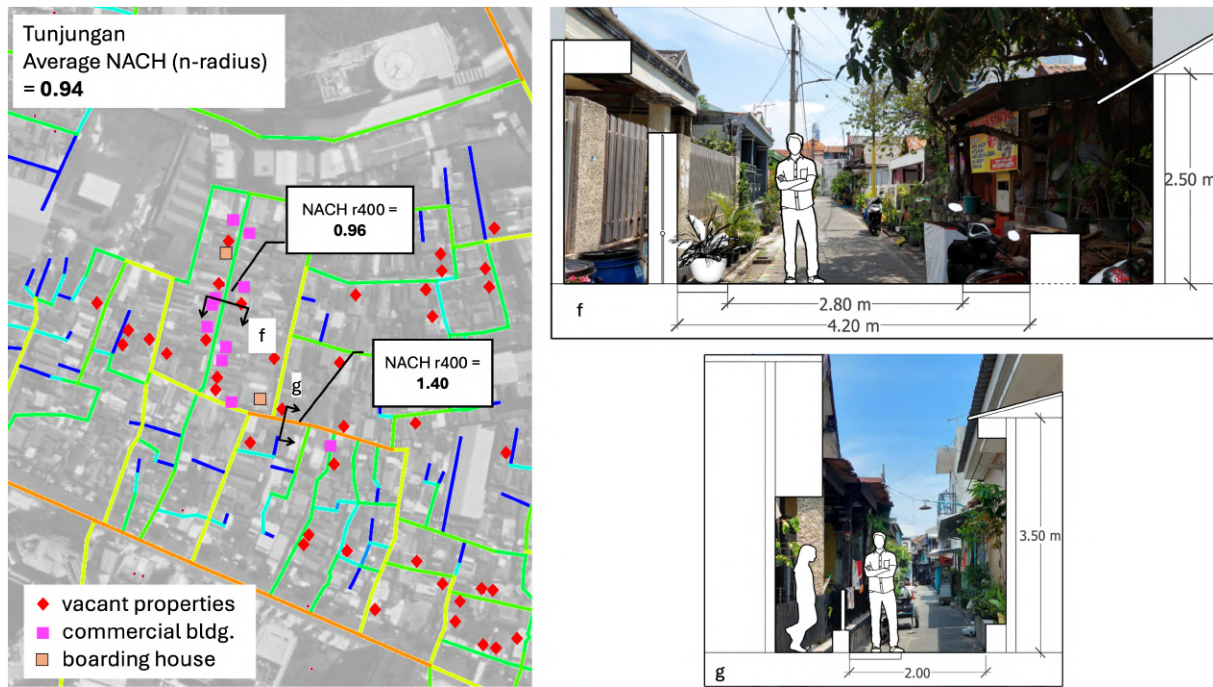 Tunjungan
Average NACH (n-radius)
= 0.94
NACH r400 =
0.96
f
NACH r400 =
1.40
g
vacant properties
commercial bldg.
boarding house
2.50 m
2.80 m
4.20 m
f
3.50 m
2.00
g